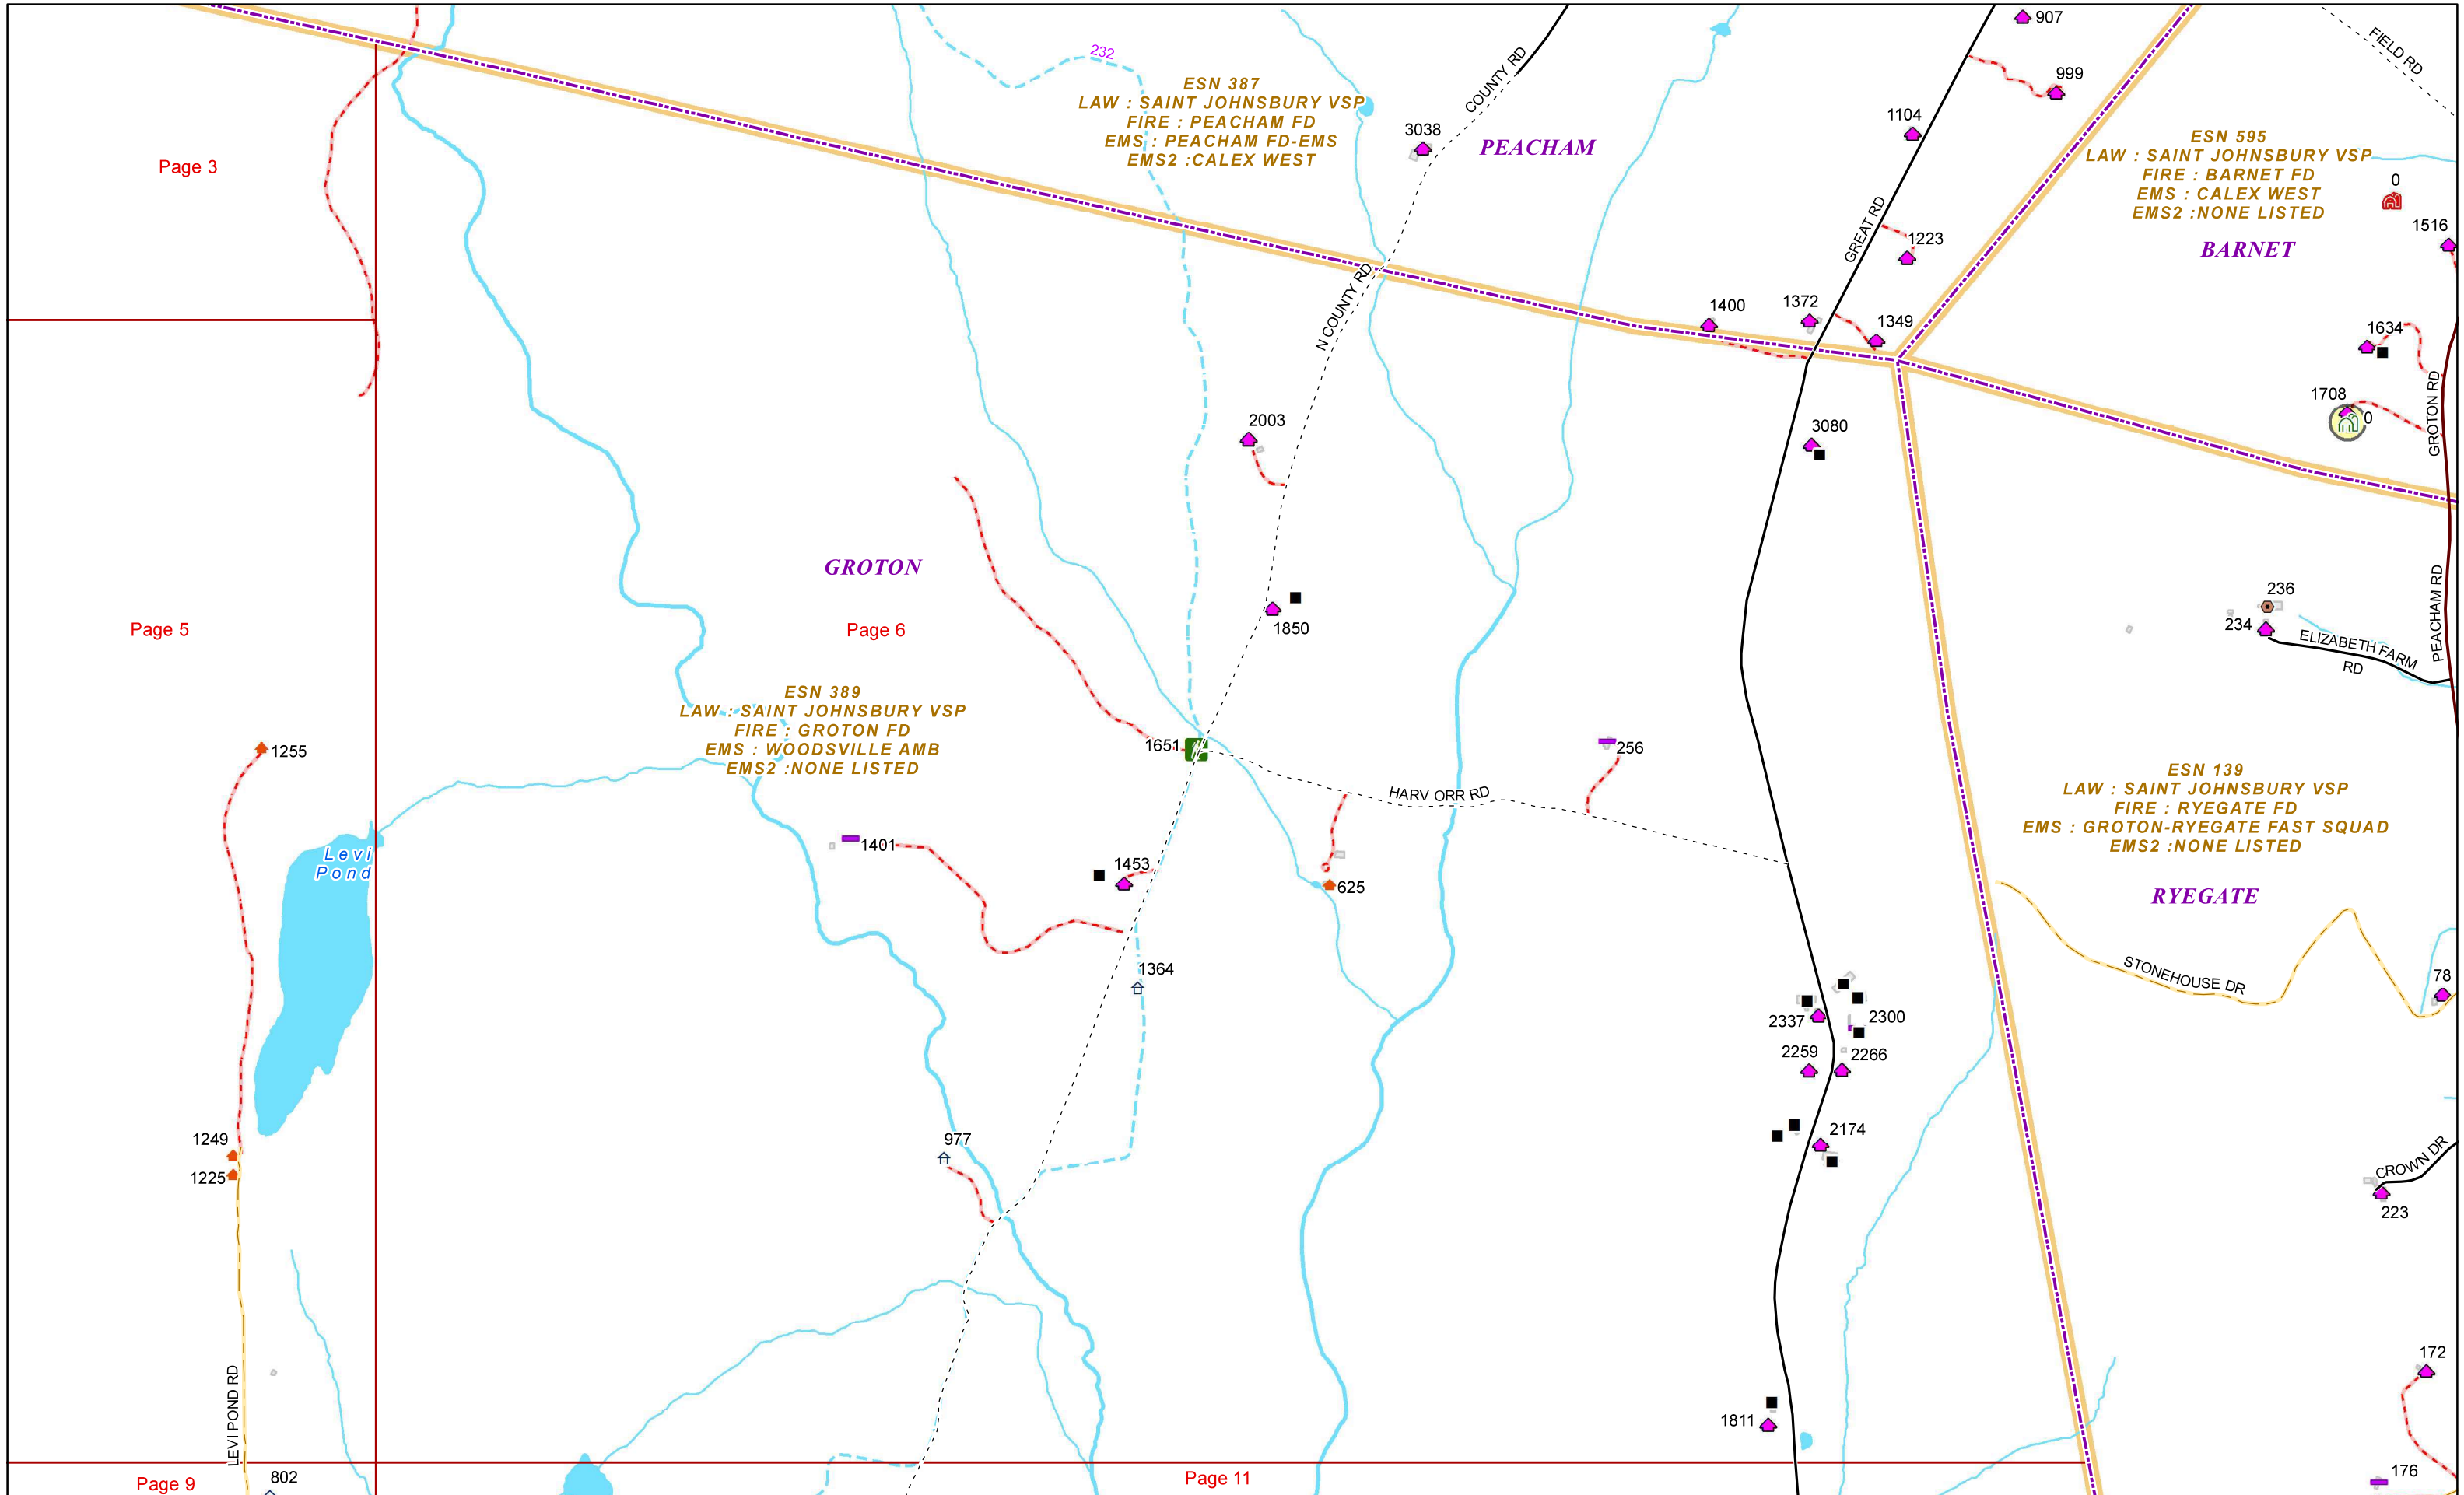 907
FIELD RD
232
COUNTY RD
999
ESN 387
LAW : SAINT JOHNSBURY VSP
FIRE : PEACHAM FD
EMS : PEACHAM FD-EMS
EMS2 :CALEX WEST
3038
PEACHAM
1104
ESN 595
LAW : SAINT JOHNSBURY VSP
FIRE : BARNET FD
EMS : CALEX WEST
EMS2 :NONE LISTED
0
1516
BARNET
Page 3
GREAT RD
1223
N COUNTY RD
1400
1372
1349
1634
1708
0
GROTON RD
2003
3080
GROTON
Page 5
Page 6
1850
236
234
ELIZABETH FARM
RD
PEACHAM RD
ESN 389
LAW : SAINT JOHNSBURY VSP
FIRE : GROTON FD
EMS : WOODSVILLE AMB
EMS2 :NONE LISTED
1255
1651
256
HARV ORR RD
ESN 139
LAW : SAINT JOHNSBURY VSP
FIRE : RYEGATE FD
EMS : GROTON-RYEGATE FAST SQUAD
EMS2 :NONE LISTED
RYEGATE
Levi
Pond
1401
1453
625
1364
STONEHOUSE DR
78
2337
2300
2259
2266
1249
1225
977
2174
CROWN DR
223
LEVI POND RD
172
1811
Page 9
802
Page 11
176